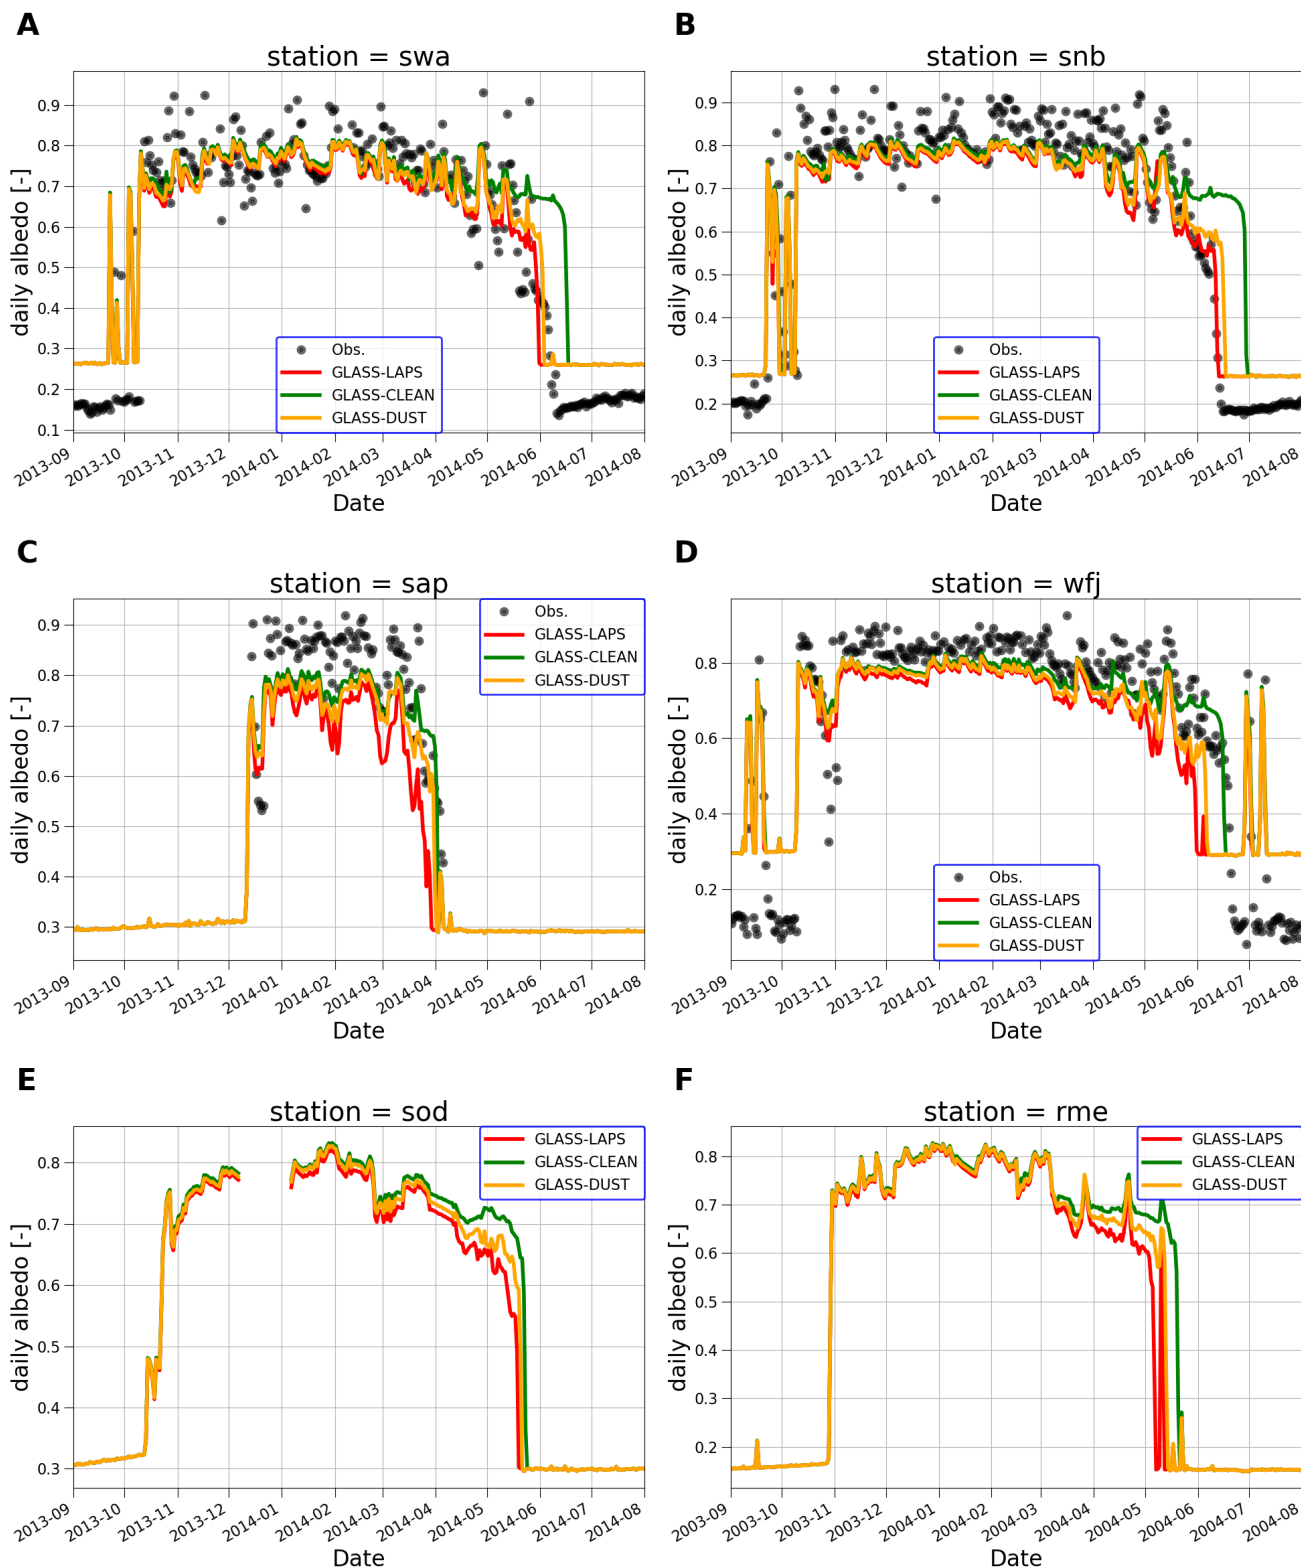 A
station = swa
daily albedo [-]
0.9
0.8
0.7
0.6
0.5
0.4
0.3
0.2
0.1
Obs.
GLASS-LAPS
GLASS-CLEAN
GLASS-DUST
2013-09
2013-10
2013-11
2013-12
2014-01
2014-02
2014-03
2014-04
2014-05
2014-06
2014-07
2014-08
Date
B
station = snb
daily albedo [-]
0.9
0.8
0.7
0.6
0.5
0.4
0.3
0.2
Obs.
GLASS-LAPS
GLASS-CLEAN
GLASS-DUST
2013-09
2013-10
2013-11
2013-12
2014-01
2014-02
2014-03
2014-04
2014-05
2014-06
2014-07
2014-08
Date
C
station = sap
daily albedo [-]
0.9
0.8
0.7
0.6
0.5
0.4
0.3
Obs.
GLASS-LAPS
GLASS-CLEAN
GLASS-DUST
2013-09
2013-10
2013-11
2013-12
2014-01
2014-02
2014-03
2014-04
2014-05
2014-06
2014-07
2014-08
Date
D
station = wfj
daily albedo [-]
0.8
0.6
0.4
0.2
Obs.
GLASS-LAPS
GLASS-CLEAN
GLASS-DUST
2013-09
2013-10
2013-11
2013-12
2014-01
2014-02
2014-03
2014-04
2014-05
2014-06
2014-07
2014-08
Date
E
station = sod
daily albedo [-]
0.8
0.7
0.6
0.5
0.4
0.3
GLASS-LAPS
GLASS-CLEAN
GLASS-DUST
2013-09
2013-10
2013-11
2013-12
2014-01
2014-02
2014-03
2014-04
2014-05
2014-06
2014-07
2014-08
Date
F
station = rme
daily albedo [-]
0.8
0.7
0.6
0.5
0.4
0.3
0.2
GLASS-LAPS
GLASS-CLEAN
GLASS-DUST
2003-09
2003-10
2003-11
2003-12
2004-01
2004-02
2004-03
2004-04
2004-05
2004-06
2004-07
2004-08
Date